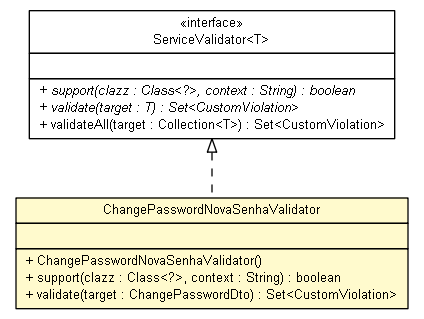 «interface»
ServiceValidator<T>
+ support(clazz : Class<?>, context : String) : boolean
+ validate(target : T) : Set<CustomViolation>
+ validateAll(target : Collection<T>) : Set<CustomViolation>
ChangePasswordNovaSenhaValidator
+ ChangePasswordNovaSenhaValidator()
+ support(clazz : Class<?>, context : String) : boolean
+ validate(target : ChangePasswordDto) : Set<CustomViolation>